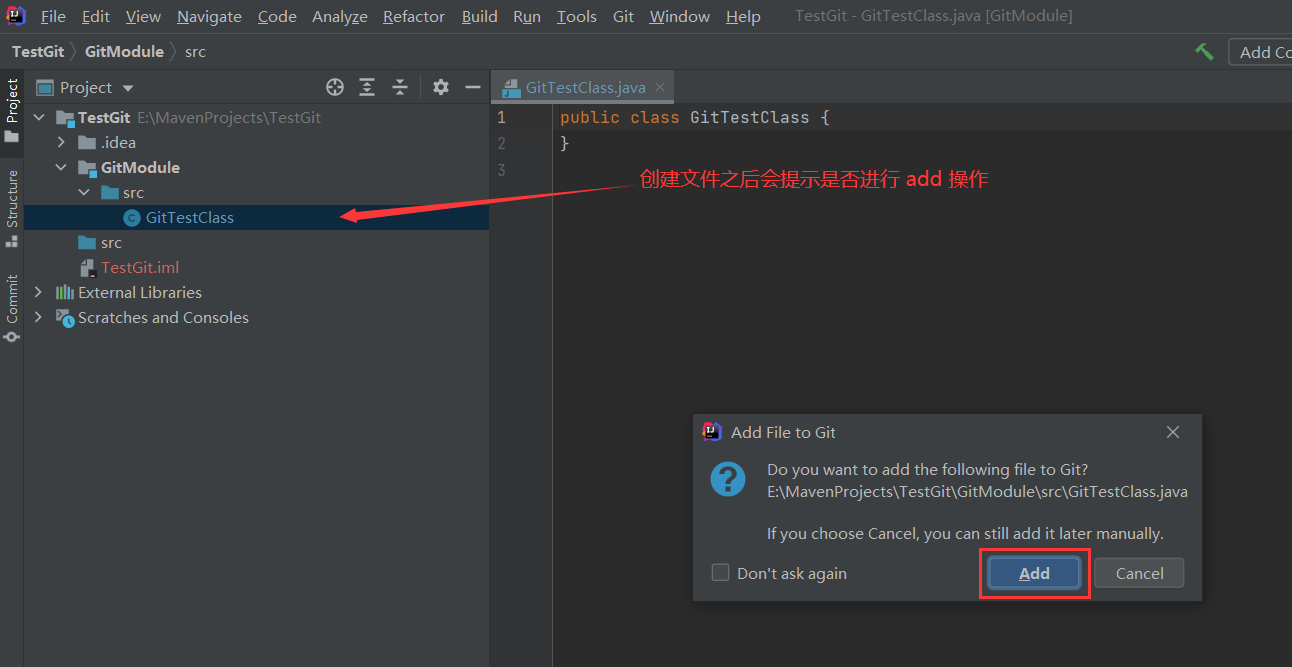 File Edit View Navigate Code Analyze Refactor Build Run Tools Git Window Help TestGit - GitTestClass.java [GitModule]
TestGit GitModule src
Add Co
Project
Structure
Commit
Project
TestGit E:\MavenProjects\TestGit
.idea
GitModule
src
GitTestClass
src
TestGit.iml
External Libraries
Scratches and Consoles
GitTestClass.java
1 public class GitTestClass {
2 }
3
创建文件之后会提示是否进行 add 操作
Add File to Git
Do you want to add the following file to Git?
E:\MavenProjects\TestGit\GitModule\src\GitTestClass.java
If you choose Cancel, you can still add it later manually.
Don't ask again
Add
Cancel